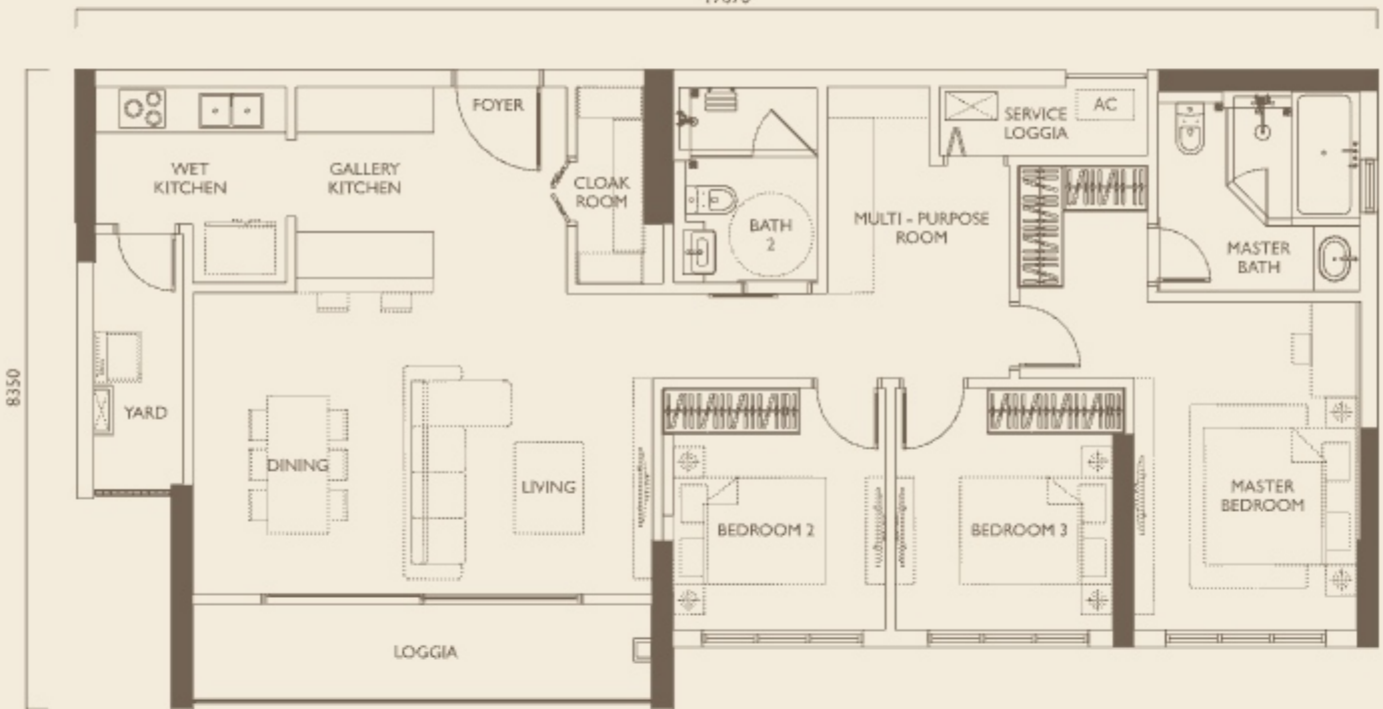 FOYER
SERVICE
LOGGIA
AC
WET
KITCHEN
GALLERY
KITCHEN
CLOAK
ROOM
BATH
2
MULTI - PURPOSE
ROOM
MASTER
BATH
8350
YARD
DINING
LIVING
BEDROOM 2
BEDROOM 3
MASTER
BEDROOM
LOGGIA